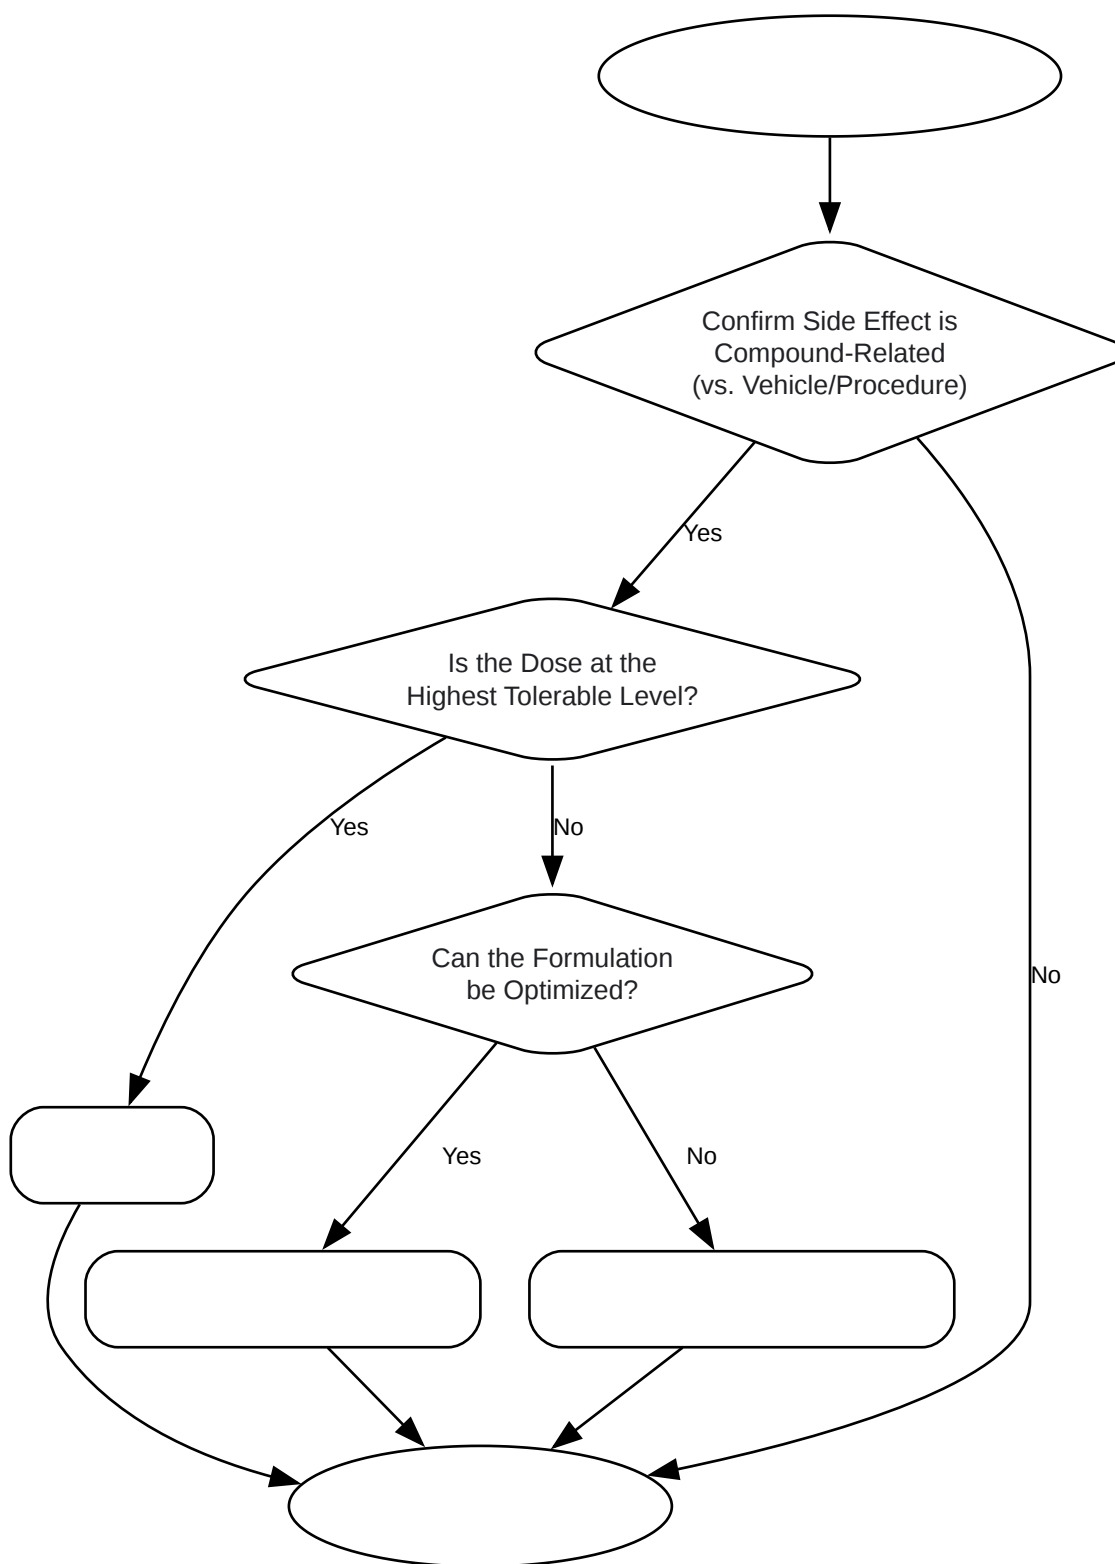 Confirm Side Effect is
Compound-Related
(vs. Vehicle/Procedure)
Yes
Is the Dose at the
Highest Tolerable Level?
Yes
No
Can the Formulation
be Optimized?
No
Yes
No